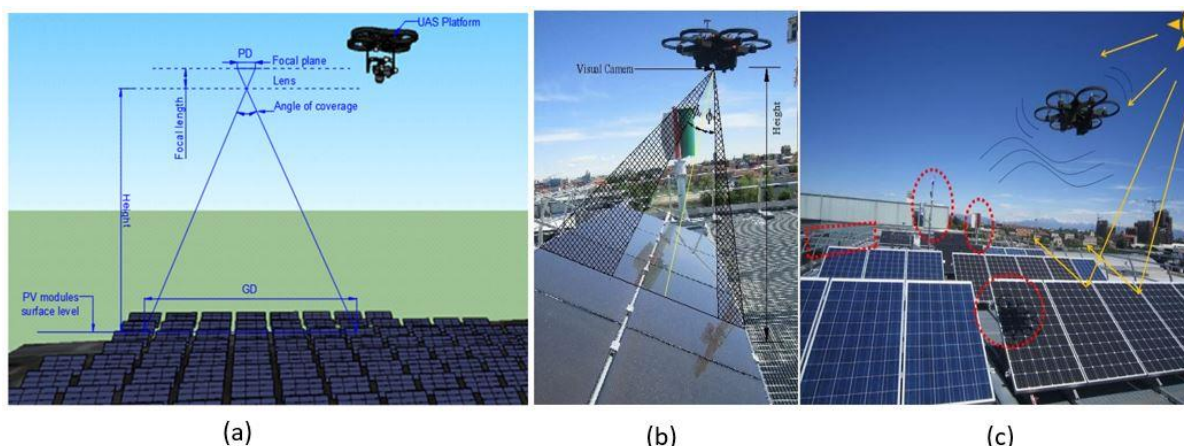 UAS Platform
PD
Focal plane
Lens
Focal length
Angle of coverage
Height
GD
PV modules
surface level
Visual Camera
Height
ϕ
(a)
(b)
(c)